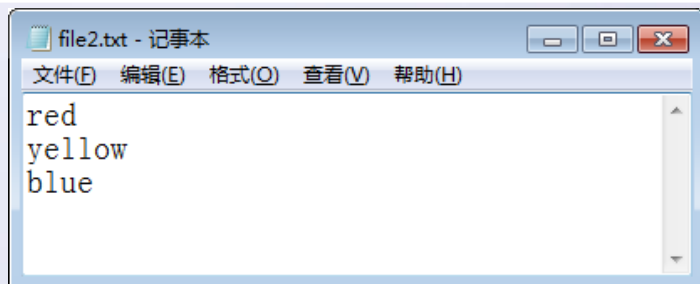 file2.txt - 记事本
文件(F) 编辑(E) 格式(O) 查看(V) 帮助(H)
red
yellow
blue